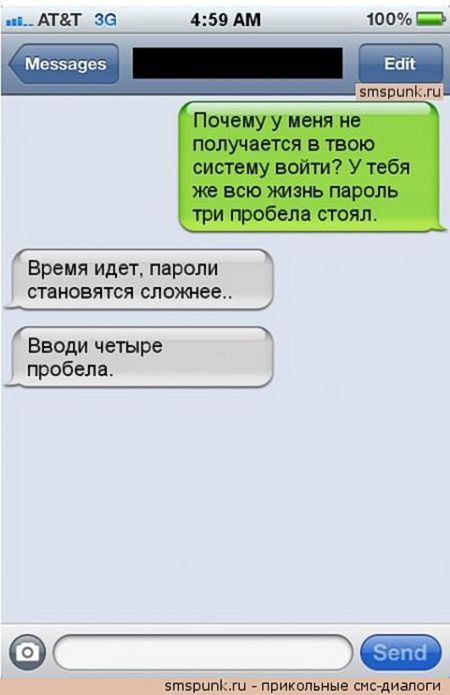 AT&T 3G 4:59 AM 100%
Messages Edit
smspunk.ru
Почему у меня не
получается в твою
систему войти? У тебя
же всю жизнь пароль
три пробела стоял.
Время идет, пароли
становятся сложнее..
Вводи четыре
пробела.
Send
smspunk.ru - прикольные смс-диалоги